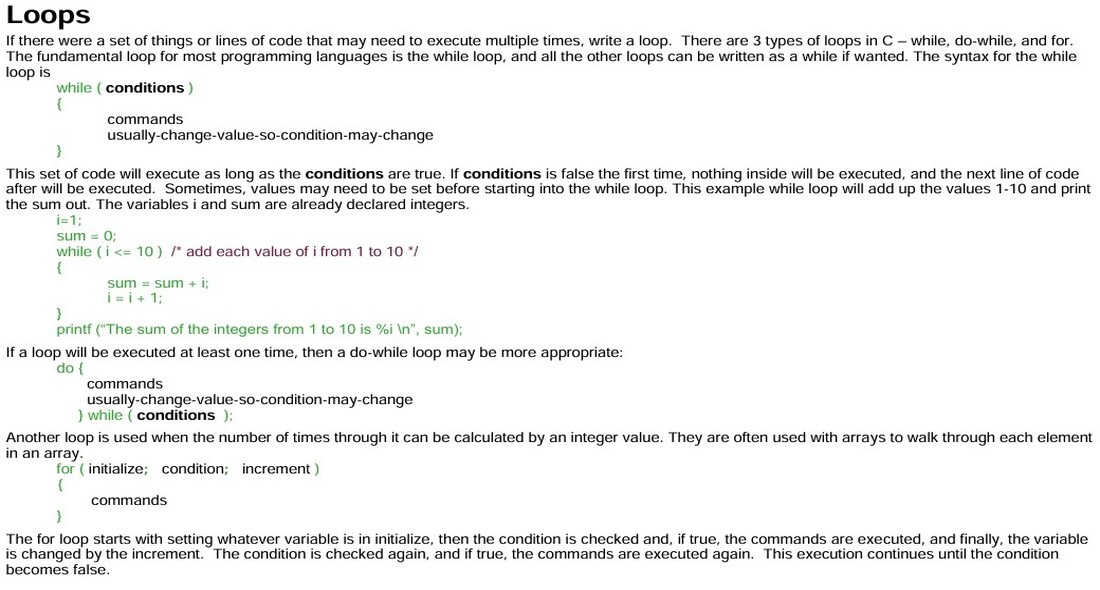 Loops
If there were a set of things or lines of code that may need to execute multiple times, write a loop.  There are 3 types of loops in C – while, do-while, and for.
The fundamental loop for most programming languages is the while loop, and all the other loops can be written as a while if wanted. The syntax for the while
loop is
while ( conditions )
{
commands
usually-change-value-so-condition-may-change
}
This set of code will execute as long as the conditions are true. If conditions is false the first time, nothing inside will be executed, and the next line of code
after will be executed.  Sometimes, values may need to be set before starting into the while loop. This example while loop will add up the values 1-10 and print
the sum out. The variables i and sum are already declared integers.
i=1;
sum = 0;
while ( i <= 10 )  /* add each value of i from 1 to 10 */
{
sum = sum + i;
i = i + 1;
}
printf (“The sum of the integers from 1 to 10 is %i \n”, sum);
If a loop will be executed at least one time, then a do-while loop may be more appropriate:
do {
commands
usually-change-value-so-condition-may-change
} while ( conditions  );
Another loop is used when the number of times through it can be calculated by an integer value. They are often used with arrays to walk through each element
in an array.
for ( initialize;   condition;   increment )
{
commands
}
The for loop starts with setting whatever variable is in initialize, then the condition is checked and, if true, the commands are executed, and finally, the variable
is changed by the increment.  The condition is checked again, and if true, the commands are executed again.  This execution continues until the condition
becomes false.